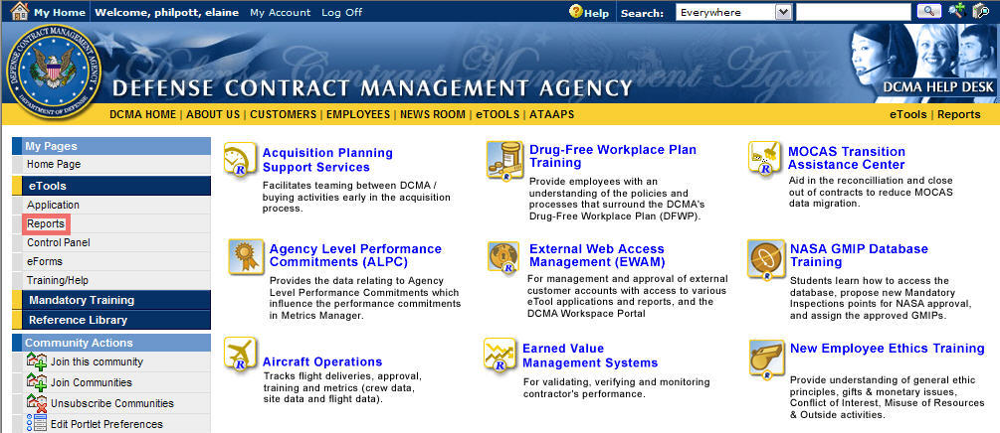 My Home Welcome, philpott, elaine My Account Log Off Help Search: Everywhere
DEFENSE CONTRACT MANAGEMENT AGENCY
DEPARTMENT OF DEFENSE
DEFENSE CONTRACT MANAGEMENT AGENCY
DCMA HELP DESK
DCMA HOME | ABOUT US | CUSTOMERS | EMPLOYEES | NEWS ROOM | eTOOLS | ATAAPS
eTools | Reports
My Pages
Home Page
eTools
Application
Reports
Control Panel
eForms
Training/Help
Mandatory Training
Reference Library
Community Actions
Join this community
Join Communities
Unsubscribe Communities
Edit Portlet Preferences
R
Acquisition Planning
Support Services
Facilitates teaming between DCMA /
buying activities early in the acquisition
process.
R
Drug-Free Workplace Plan
Training
Provide employees with an
understanding of the policies and
processes that surround the DCMA's
Drug-Free Workplace Plan (DFWP).
R
MOCAS Transition
Assistance Center
Aid in the reconciliation and close
out of contracts to reduce MOCAS
data migration.
R
Agency Level Performance
Commitments (ALPC)
Provides the data relating to Agency
Level Performance Commitments which
influence the performance commitments
in Metrics Manager.
R
External Web Access
Management (EWAM)
For management and approval of external
customer accounts with access to various
eTool applications and reports, and the
DCMA Workspace Portal
R
NASA GMIP Database
Training
Students learn how to access the
database, propose new Mandatory
Inspections points for NASA approval,
and assign the approved GMIPs.
R
Aircraft Operations
Tracks flight deliveries, approval,
training and metrics (crew data,
site data and flight data).
R
Earned Value
Management Systems
For validating, verifying and monitoring
contractor's performance.
R
New Employee Ethics Training
Provide understanding of general ethic
principles, gifts & monetary issues,
Conflict of Interest, Misuse of Resources
& Outside activities.